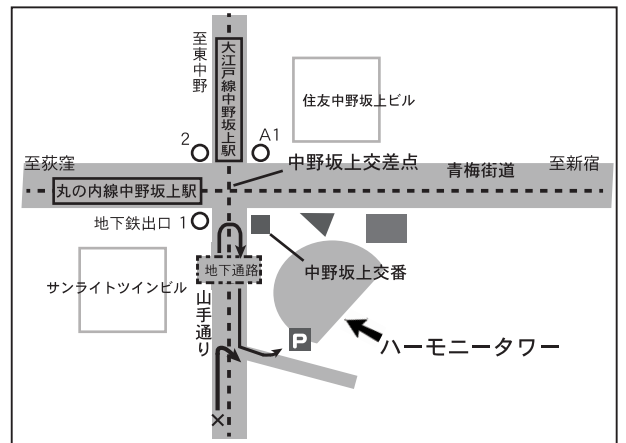 至東中野
大江戸線中野坂上駅
住友中野坂上ビル
2
A1
至荻窪
中野坂上交差点
青梅街道
至新宿
丸の内線中野坂上駅
地下鉄出口 1
地下通路
中野坂上交番
サンライトツインビル
山手通り
P
ハーモニータワー